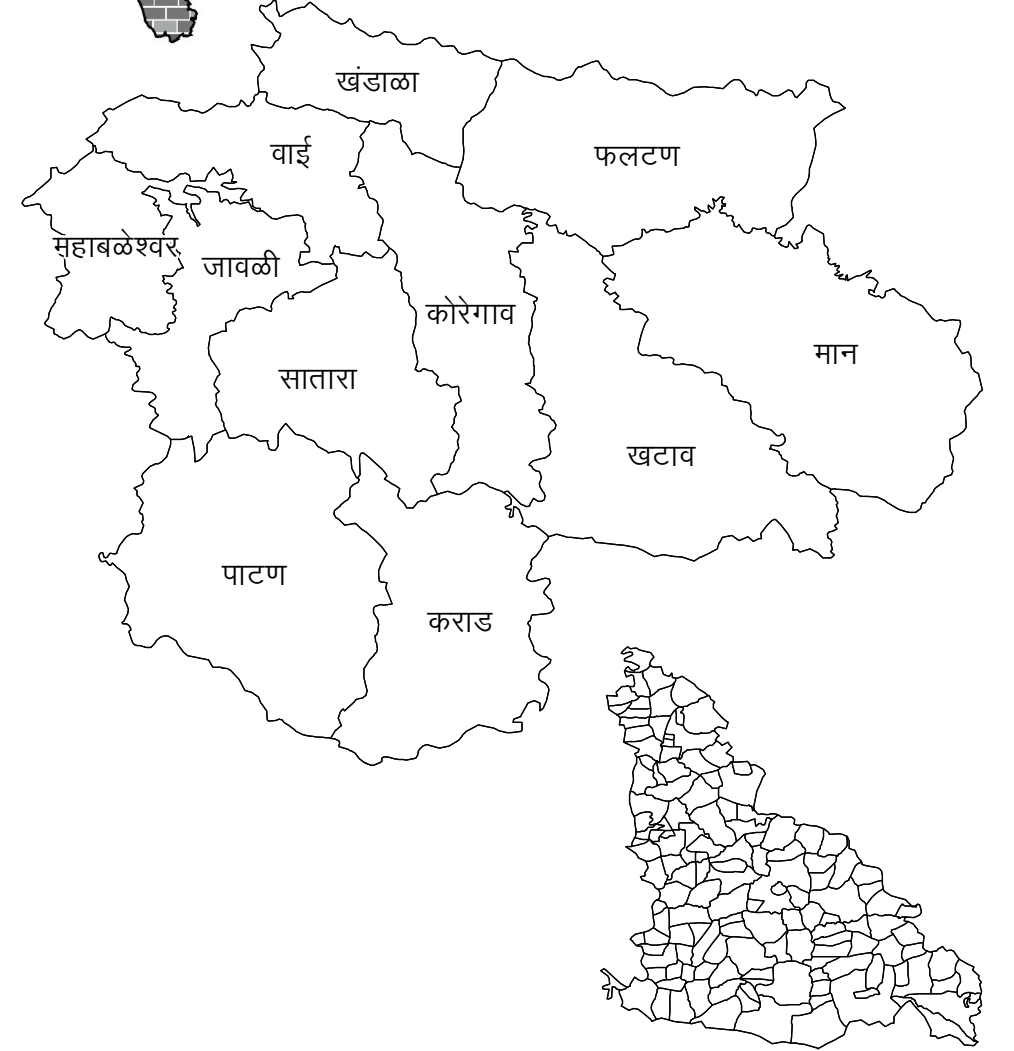 खंडाळा
वाई
फलटण
महाबळेश्वर
जावळी
कोरेगाव
सातारा
मान
खटाव
पाटण
कराड